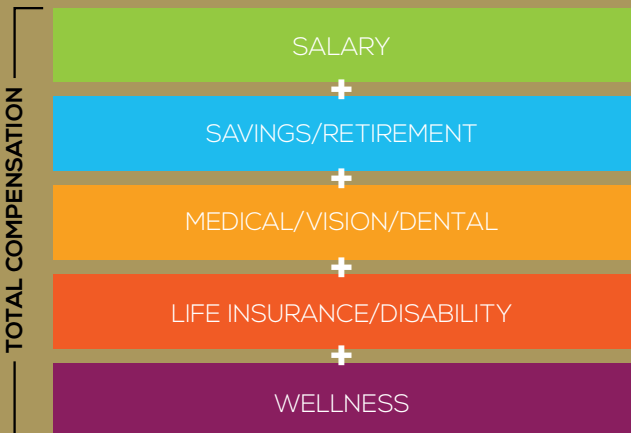 TOTAL COMPENSATION
SALARY
+
SAVINGS/RETIREMENT
+
MEDICAL/VISION/DENTAL
+
LIFE INSURANCE/DISABILITY
+
WELLNESS